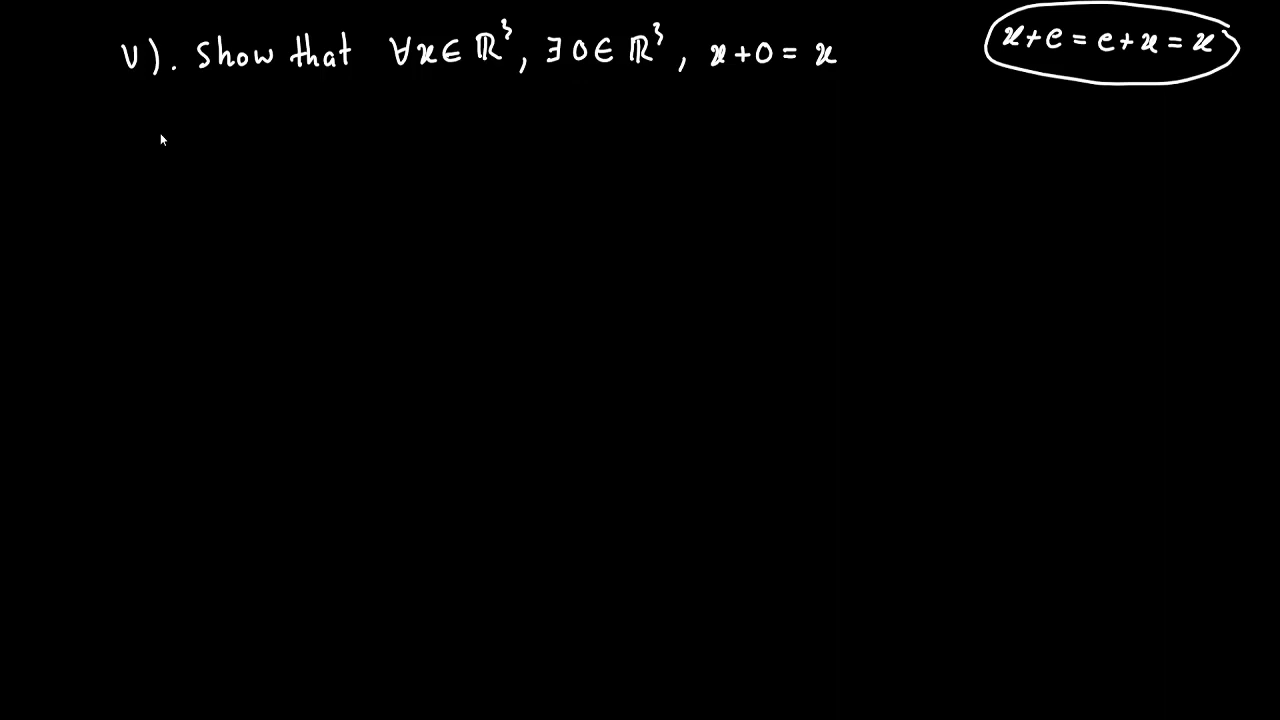 v). Show that ∀x∈ℝ³, ∃0∈ℝ³, x+0 = x
x+e = e+x = x